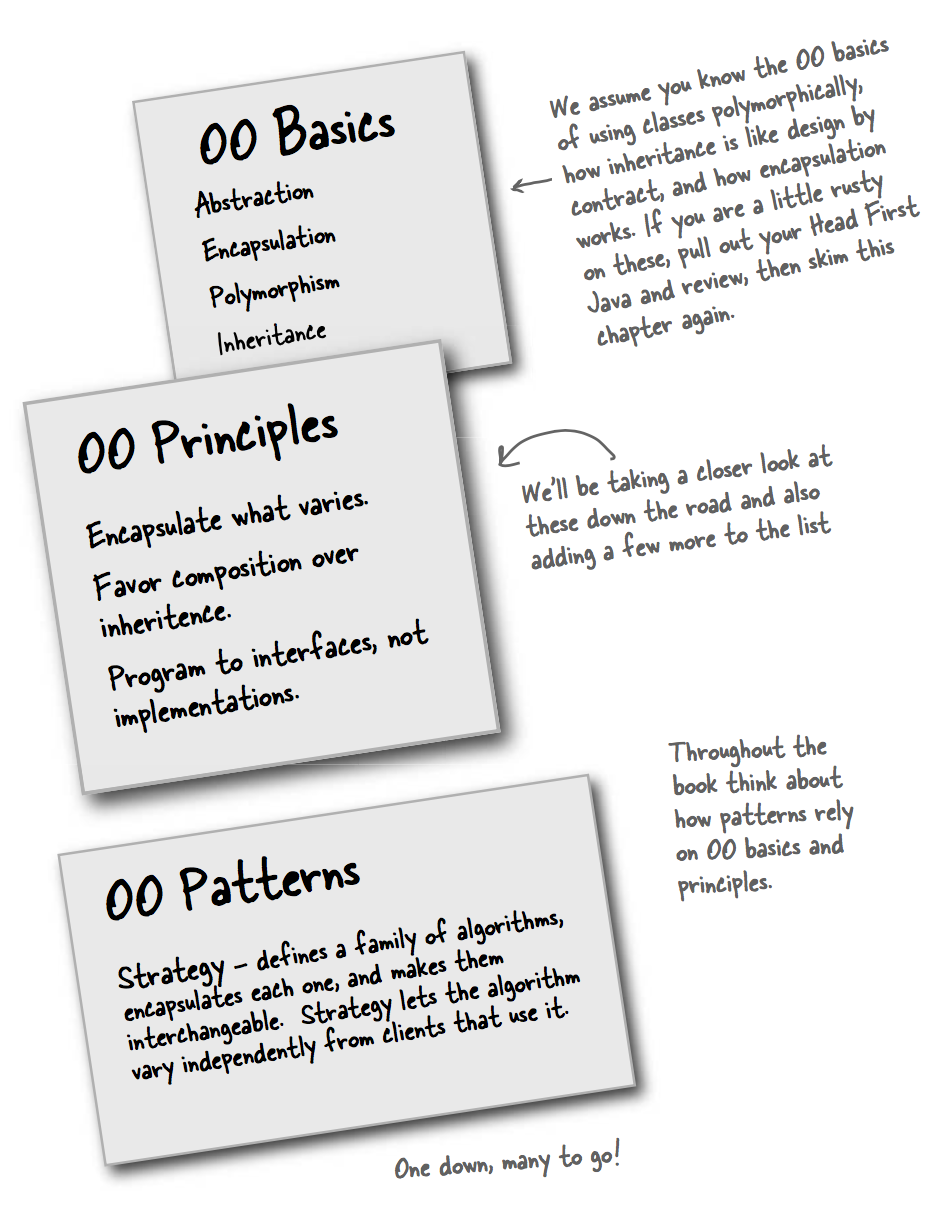 OO Basics
Abstraction
Encapsulation
Polymorphism
Inheritance
We assume you know the OO basics
of using classes polymorphically,
how inheritance is like design by
contract, and how encapsulation
works. If you are a little rusty
on these, pull out your Head First
Java and review, then skim this
chapter again.
OO Principles
Encapsulate what varies.
Favor composition over
inheritence.
Program to interfaces, not
implementations.
We'll be taking a closer look at
these down the road and also
adding a few more to the list
Throughout the
book think about
how patterns rely
on OO basics and
principles.
OO Patterns
Strategy – defines a family of algorithms,
encapsulates each one, and makes them
interchangeable. Strategy lets the algorithm
vary independently from clients that use it.
One down, many to go!